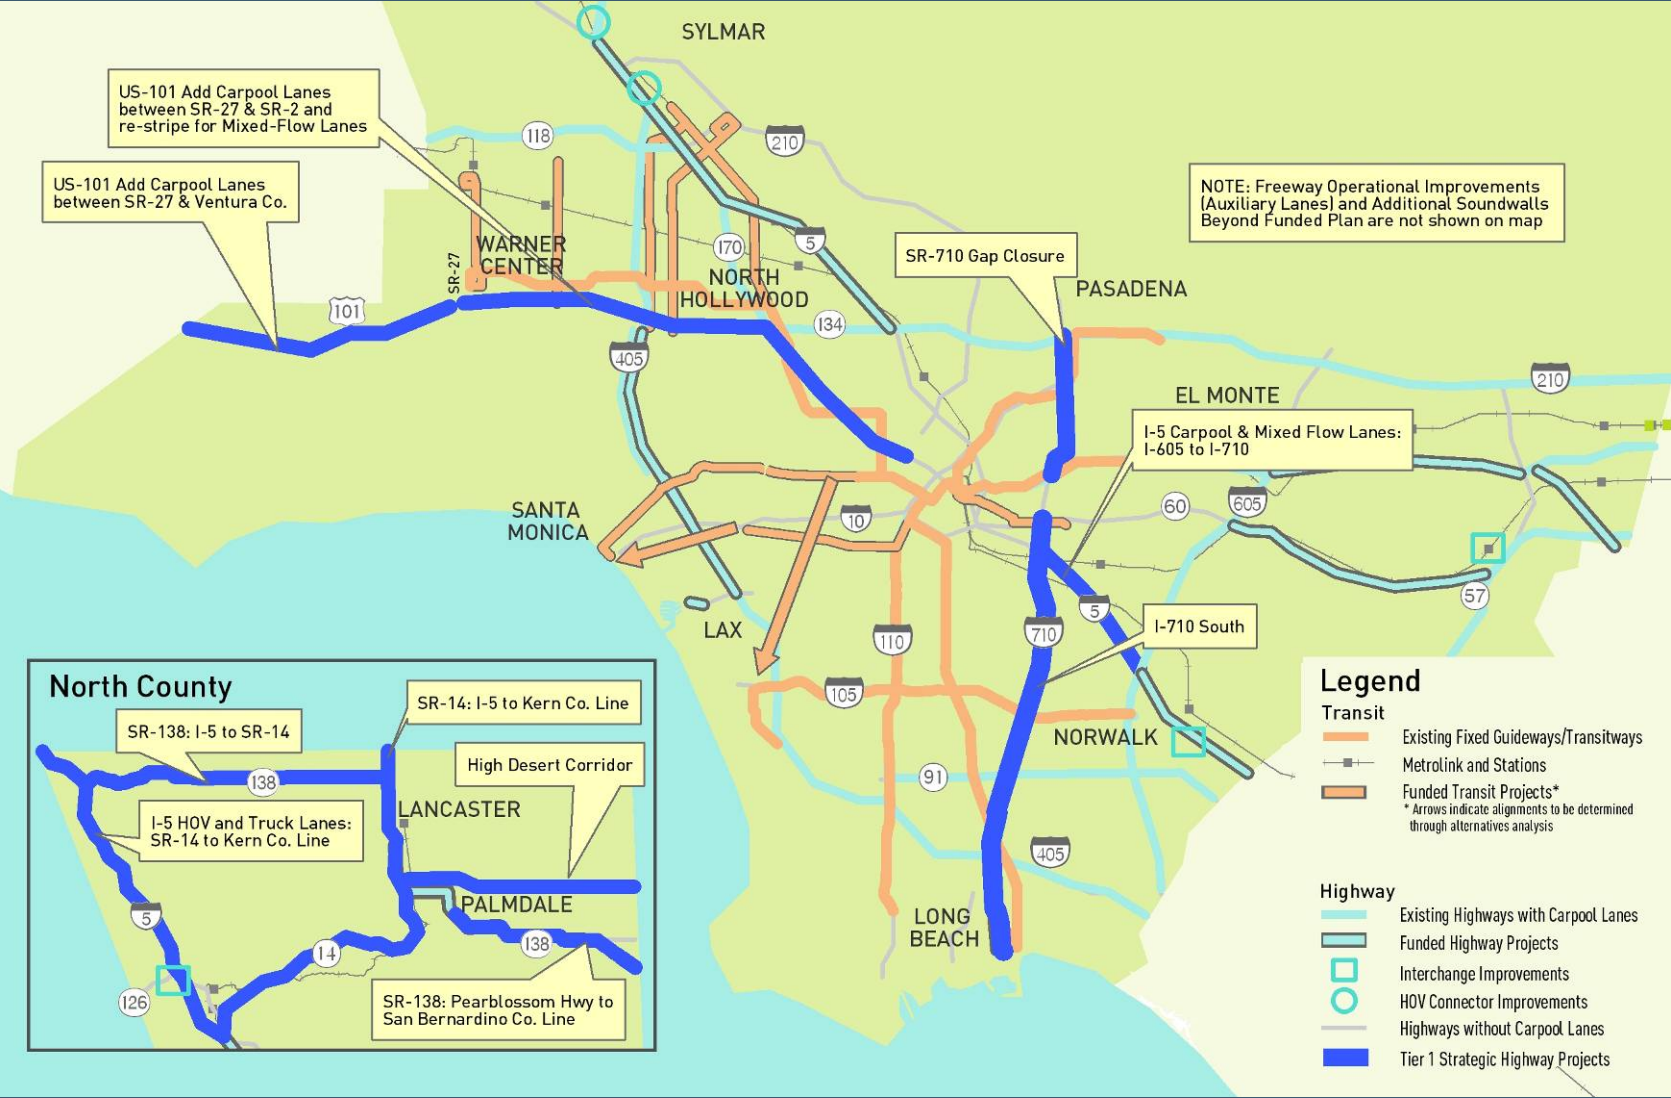 SYLMAR
US-101 Add Carpool Lanes
between SR-27 & SR-2 and
re-stripe for Mixed-Flow Lanes
118
210
US-101 Add Carpool Lanes
between SR-27 & Ventura Co.
NOTE: Freeway Operational Improvements
(Auxiliary Lanes) and Additional Soundwalls
Beyond Funded Plan are not shown on map
WARNER
CENTER
SR-27
170
5
NORTH
HOLLYWOOD
SR-710 Gap Closure
PASADENA
101
134
405
210
EL MONTE
I-5 Carpool & Mixed Flow Lanes:
I-605 to I-710
SANTA
MONICA
10
60
605
57
LAX
110
710
5
I-710 South
105
NORWALK
91
405
LONG
BEACH
North County
SR-14: I-5 to Kern Co. Line
SR-138: I-5 to SR-14
High Desert Corridor
138
LANCASTER
I-5 HOV and Truck Lanes:
SR-14 to Kern Co. Line
PALMDALE
5
14
138
126
SR-138: Pearblossom Hwy to
San Bernardino Co. Line
Legend
Transit
Existing Fixed Guideways/Transitways
Metrolink and Stations
Funded Transit Projects*
* Arrows indicate alignments to be determined
through alternatives analysis
Highway
Existing Highways with Carpool Lanes
Funded Highway Projects
Interchange Improvements
HOV Connector Improvements
Highways without Carpool Lanes
Tier 1 Strategic Highway Projects